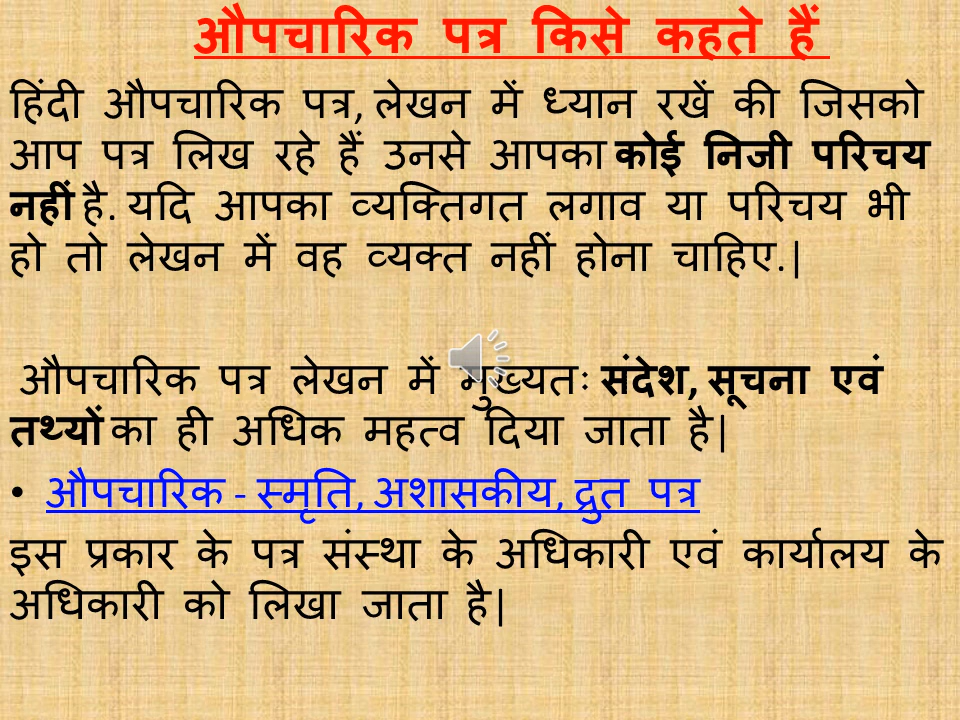 औपचारिक पत्र किसे कहते हैं
हिंदी औपचारिक पत्र, लेखन में ध्यान रखें की जिसको
आप पत्र लिख रहे हैं उनसे आपका कोई निजी परिचय
नहीं है. यदि आपका व्यक्तिगत लगाव या परिचय भी
हो तो लेखन में वह व्यक्त नहीं होना चाहिए.|
औपचारिक पत्र लेखन में मुख्यतः संदेश, सूचना एवं
तथ्यों का ही अधिक महत्व दिया जाता है|
• औपचारिक - स्मृति, अशासकीय, द्रुत पत्र
इस प्रकार के पत्र संस्था के अधिकारी एवं कार्यालय के
अधिकारी को लिखा जाता है|